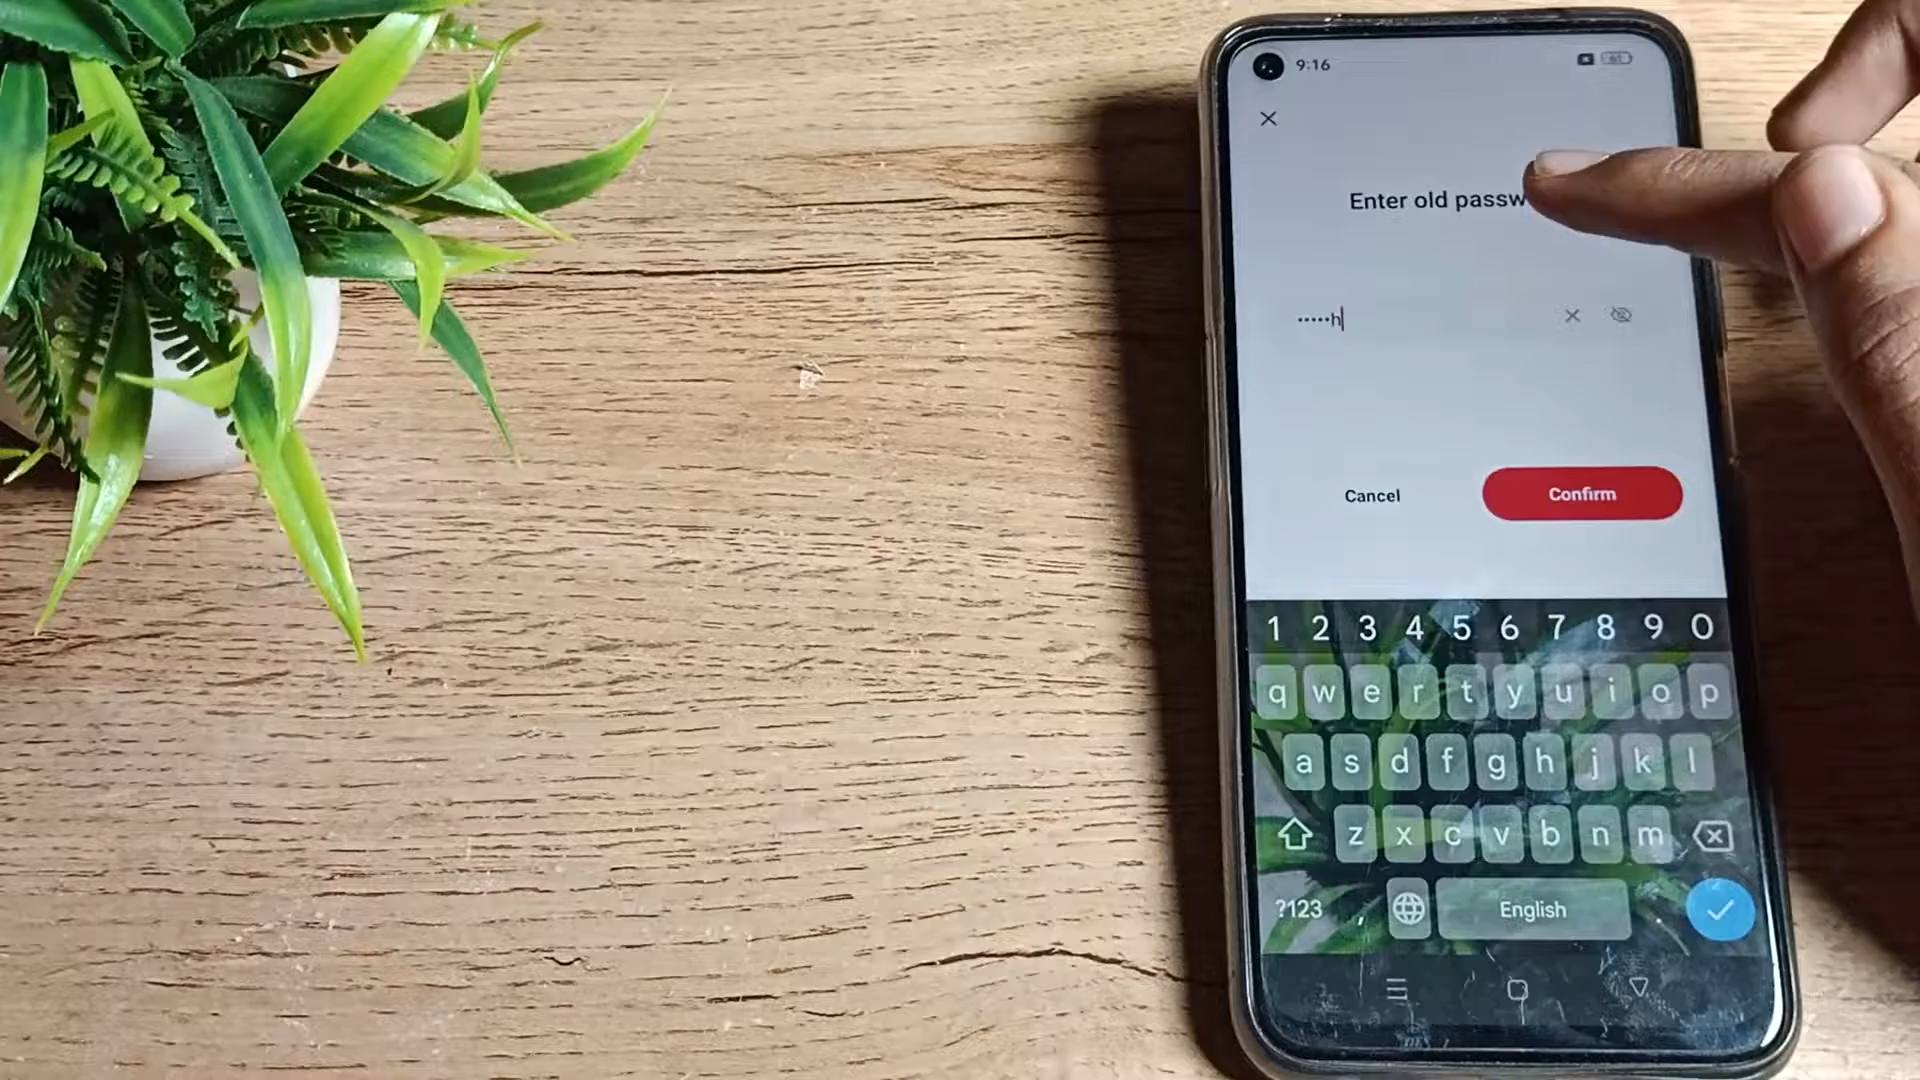 9:16
Enter old passw
•••••h
Cancel Confirm
1 2 3 4 5 6 7 8 9 0
q w e r t y u i o p
a s d f g h j k l
z x c v b n m
?123 , English .